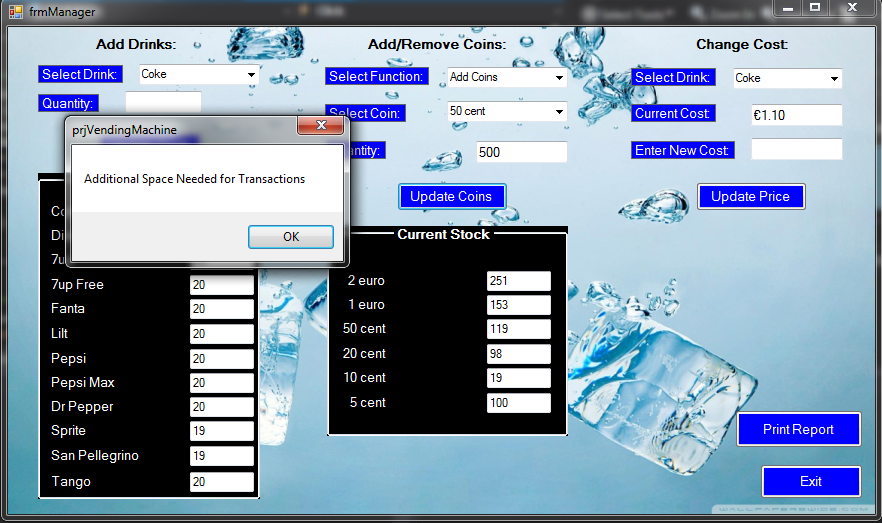 frmManager
Add Drinks:
Select Drink: Coke
Quantity:
Add/Remove Coins:
Select Function: Add Coins
Select Coin: 50 cent
500
Update Coins
Change Cost:
Select Drink: Coke
Current Cost: €1.10
Enter New Cost:
Update Price
prjVendingMachine
Additional Space Needed for Transactions
OK
7up Free 20
Fanta 20
Lilt 20
Pepsi 20
Pepsi Max 20
Dr Pepper 20
Sprite 19
San Pellegrino 19
Tango 20
Current Stock
2 euro 251
1 euro 153
50 cent 119
20 cent 98
10 cent 19
5 cent 100
Print Report
Exit